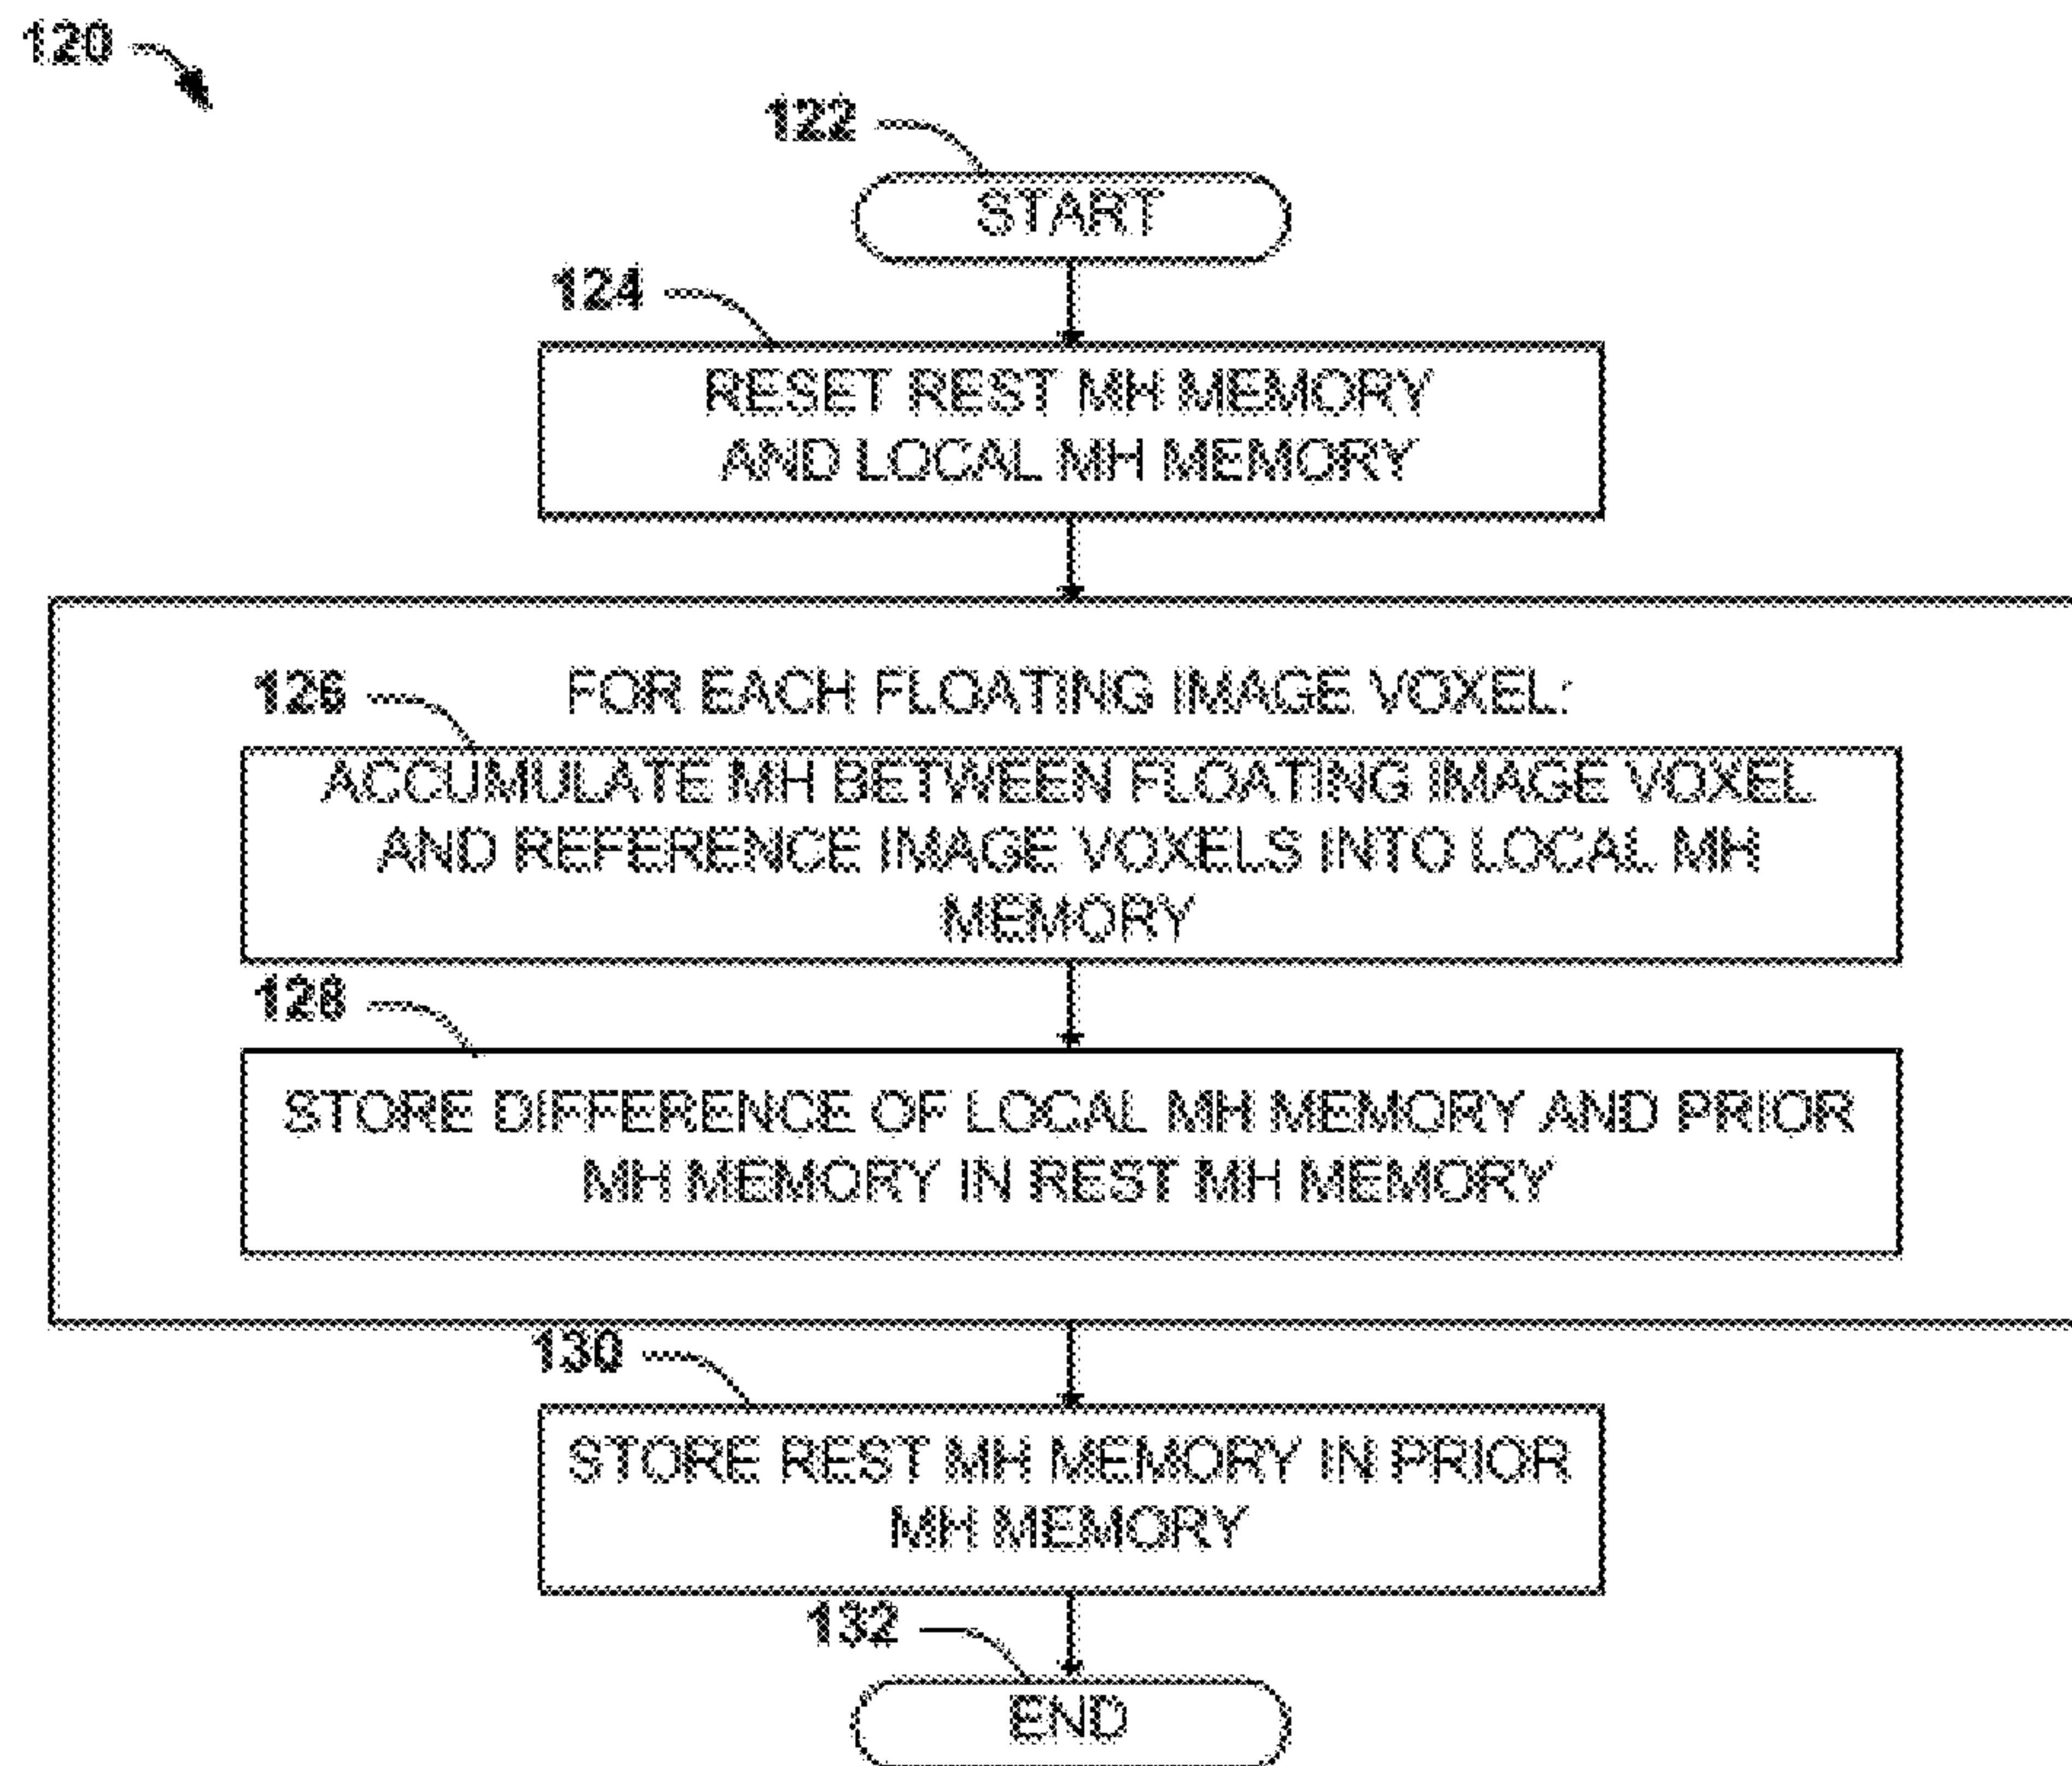 120
122
START
124
RESET REST MH MEMORY
AND LOCAL MH MEMORY
126
FOR EACH FLOATING IMAGE VOXEL:
ACCUMULATE MH BETWEEN FLOATING IMAGE VOXEL
AND REFERENCE IMAGE VOXELS INTO LOCAL MH
MEMORY
128
STORE DIFFERENCE OF LOCAL MH MEMORY AND PRIOR
MH MEMORY IN REST MH MEMORY
130
STORE REST MH MEMORY IN PRIOR
MH MEMORY
132
END